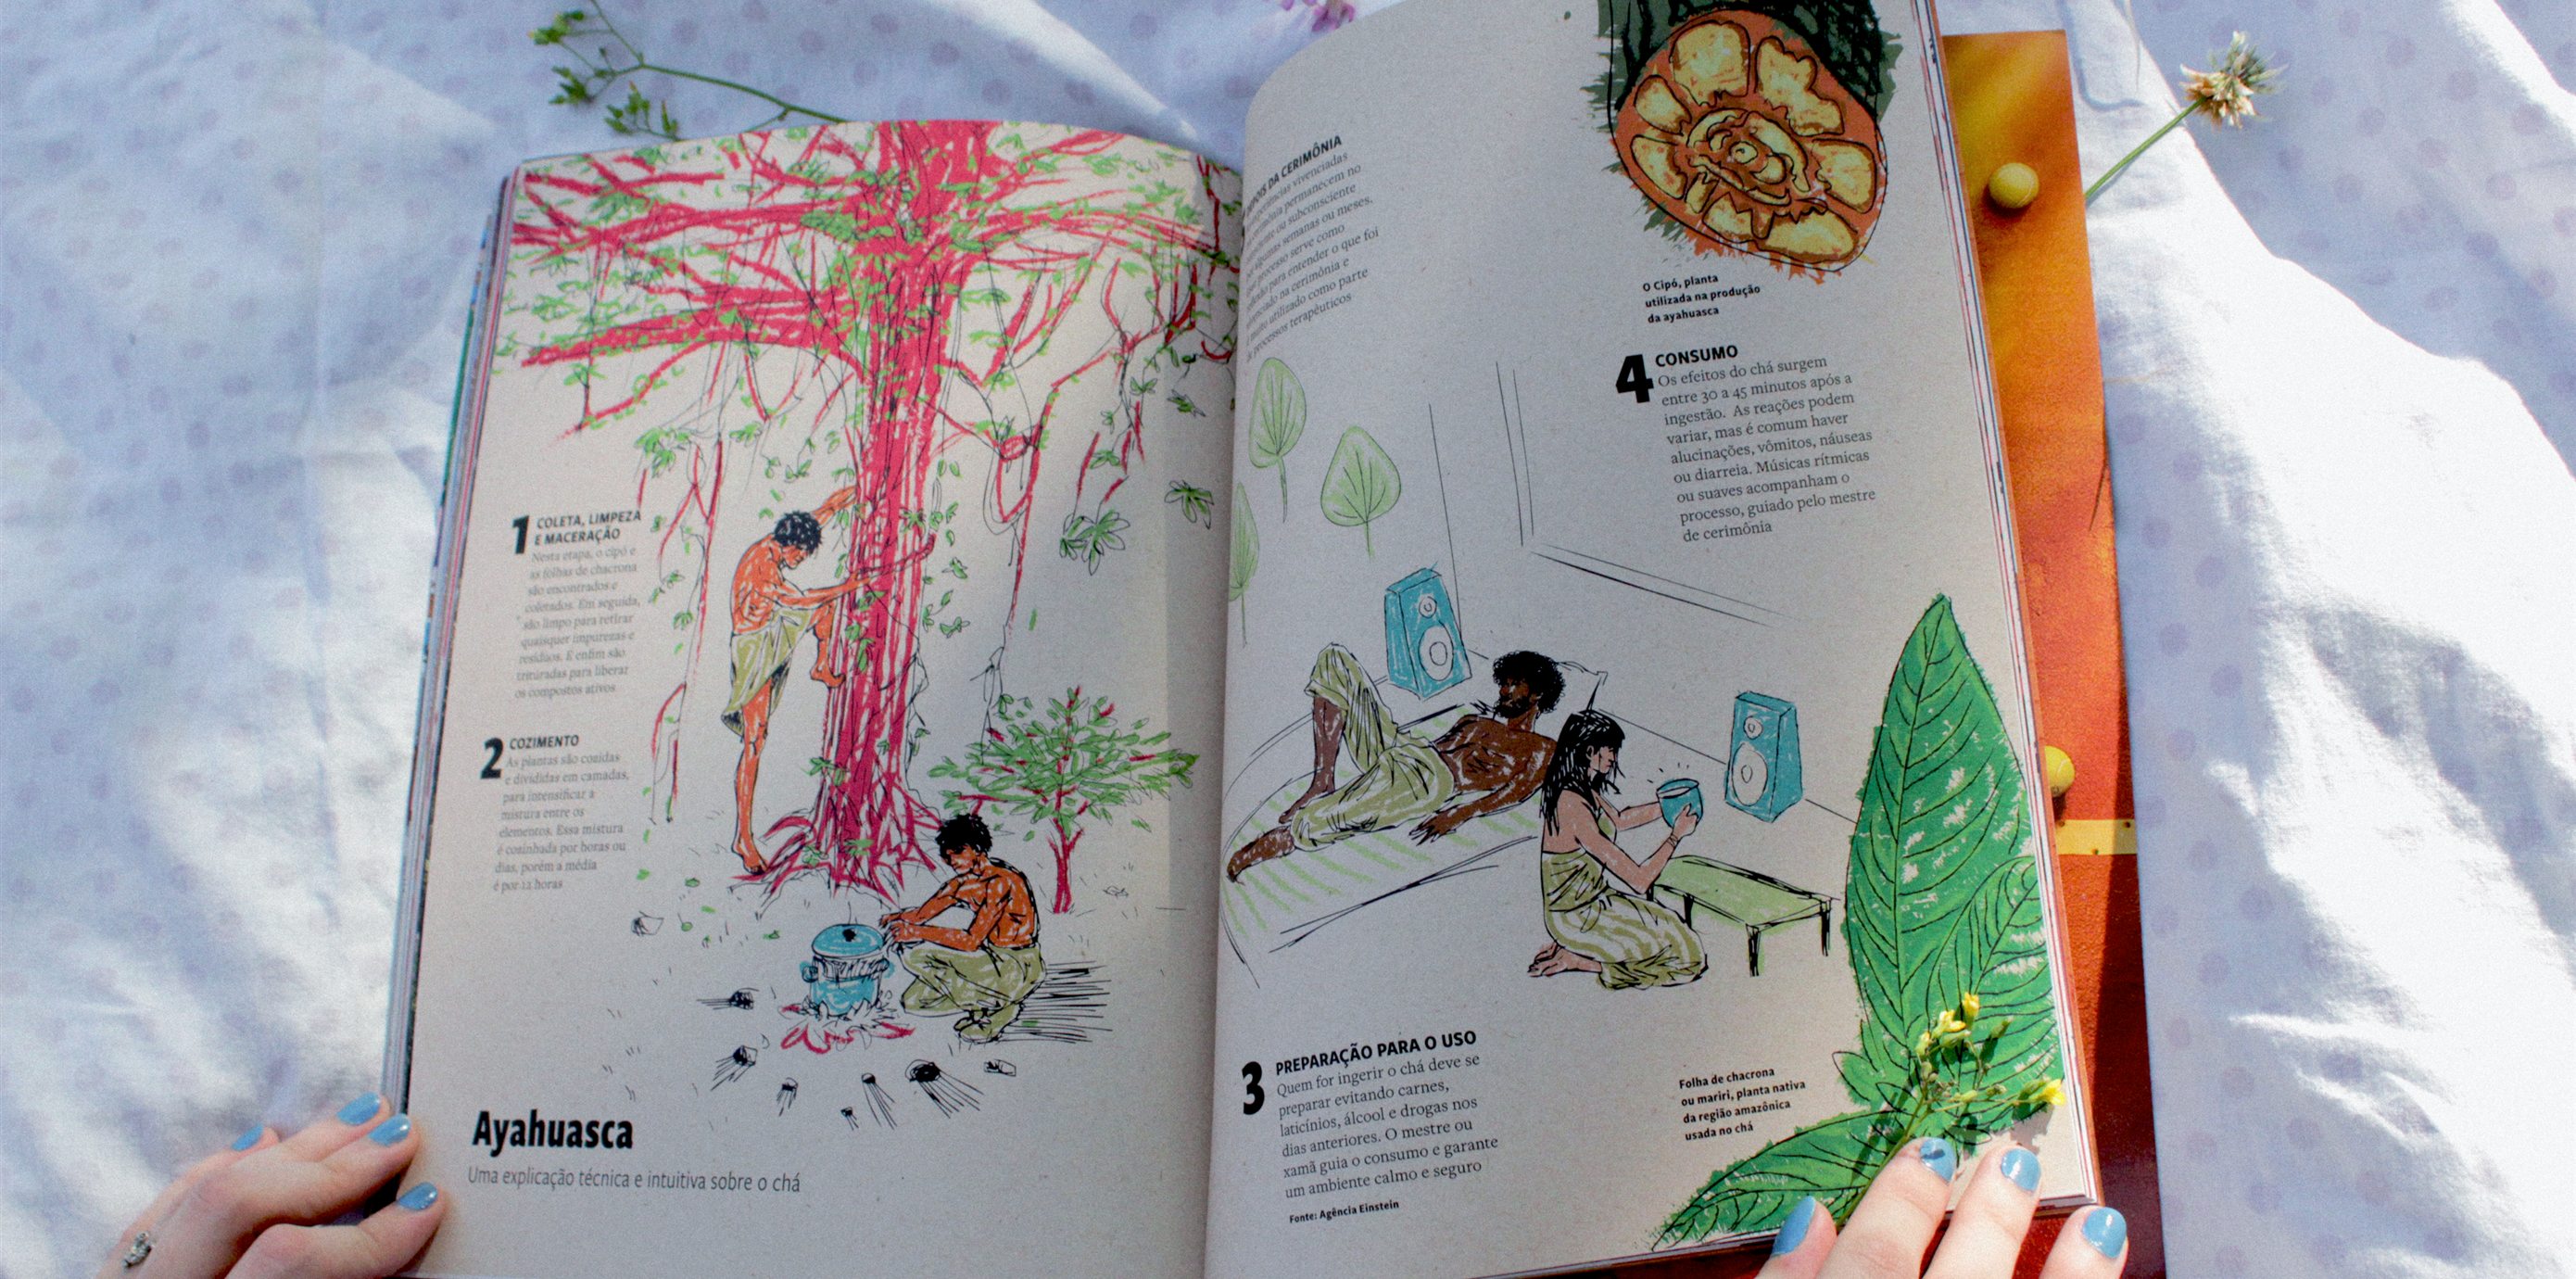 1
COLETA, LIMPEZA
E MACERAÇÃO
Nesta etapa, o cipó e
as folhas de chacrona
são encontrados e
coletados. Em seguida,
são limpo para retirar
quaisquer impurezas e
resíduos. E enfim são
trituradas para liberar
os compostos ativos
2
COZIMENTO
As plantas são cozidas
e divididas em camadas,
para intensificar a
mistura entre os
elementos. Essa mistura
é cozinhada por horas ou
dias, porém a média
é por 12 horas
Ayahuasca
Uma explicação técnica e intuitiva sobre o chá
DA CERIMÔNIA
vivenciadas
permanecem no
ou subconsciente
semanas ou meses.
processo serve como
para entender o que foi
na cerimônia e
utilizado como parte
processos terapêuticos
O Cipó, planta
utilizada na produção
da ayahuasca
4
CONSUMO
Os efeitos do chá surgem
entre 30 a 45 minutos após a
ingestão. As reações podem
variar, mas é comum haver
alucinações, vômitos, náuseas
ou diarreia. Músicas rítmicas
ou suaves acompanham o
processo, guiado pelo mestre
de cerimônia
3
PREPARAÇÃO PARA O USO
Quem for ingerir o chá deve se
preparar evitando carnes,
laticínios, álcool e drogas nos
dias anteriores. O mestre ou
xamã guia o consumo e garante
um ambiente calmo e seguro
Fonte: Agência Einstein
Folha de chacrona
ou mariri, planta nativa
da região amazônica
usada no chá